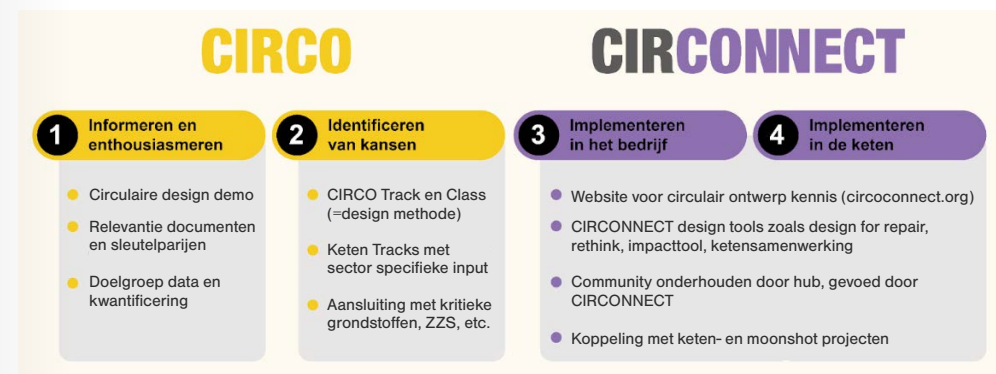 CIRCO
CIRCONNECT
1
Informeren en
enthousiasmeren
Circulaire design demo
Relevantie documenten
en sleutelparijen
Doelgroep data en
kwantificering
2
Identificeren
van kansen
CIRCO Track en Class
(=design methode)
Keten Tracks met
sector specifieke input
Aansluiting met kritieke
grondstoffen, ZZS, etc.
3
Implementeren
in het bedrijf
4
Implementeren
in de keten
Website voor circulair ontwerp kennis (circoconnect.org)
CIRCONNECT design tools zoals design for repair,
rethink, impacttool, ketensamenwerking
Community onderhouden door hub, gevoed door
CIRCONNECT
Koppeling met keten- en moonshot projecten